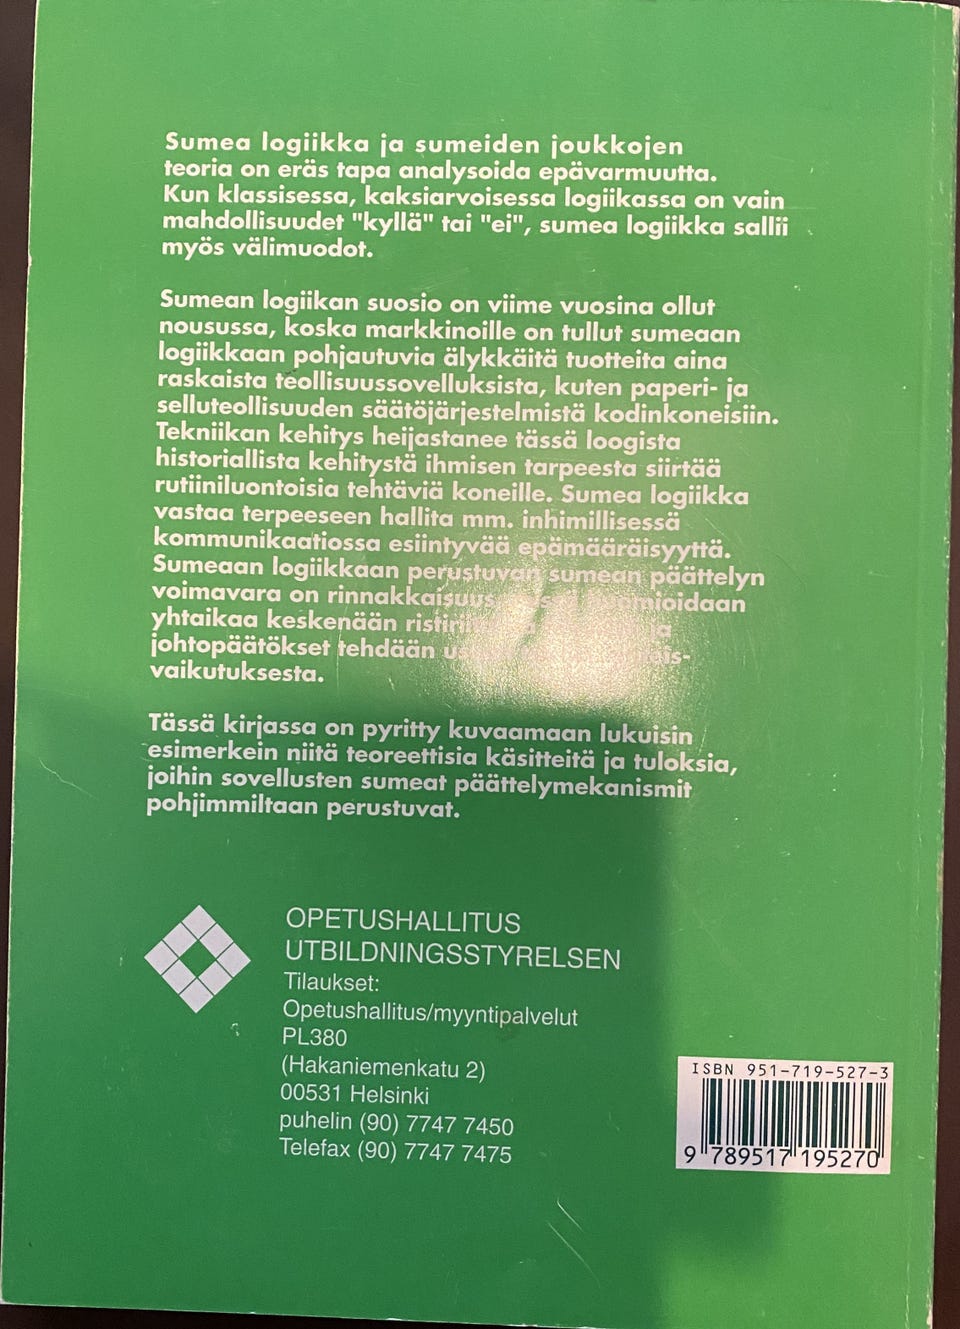 Sumea logiikka ja sumeiden joukkojen
teoria on eräs tapa analysoida epävarmuutta.
Kun klassisessa, kaksiarvoisessa logiikassa on vain
mahdollisuudet "kyllä" tai "ei", sumea logiikka sallii
myös välimuodot.
Sumean logiikan suosio on viime vuosina ollut
nousussa, koska markkinoille on tullut sumeaan
logiikkaan pohjautuvia älykkäitä tuotteita aina
raskaista teollisuussovelluksista, kuten paperi- ja
selluteollisuuden säätöjärjestelmistä kodinkoneisiin.
Tekniikan kehitys heijastanee tässä loogista
historiallista kehitystä ihmisen tarpeesta siirtää
rutiiniluontoisia tehtäviä koneille. Sumea logiikka
vastaa terpeeseen hallita mm. inhimillisessä
kommunikaatiossa esiintyvää epämääräisyyttä.
Sumeaan logiikkaan perustuvan sumean päättelyn
voimavara on rinnakkaisuus
yhtaikaa keskenään ja
johtopäätökset tehdään
vaikutuksesta.
Tässä kirjassa on pyritty kuvaamaan lukuisin
esimerkein niitä teoreettisia käsitteitä ja tuloksia,
joihin sovellusten sumeat päättelymekanismit
pohjimmiltaan perustuvat.
OPETUSHALLITUS
UTBILDNINGSSTYRELSEN
Tilaukset:
Opetushallitus/myyntipalvelut
PL380
(Hakaniemenkatu 2)
00531 Helsinki
puhelin (90) 7747 7450
Telefax (90) 7747 7475
ISBN 951-719-527-3
9 789517 195270